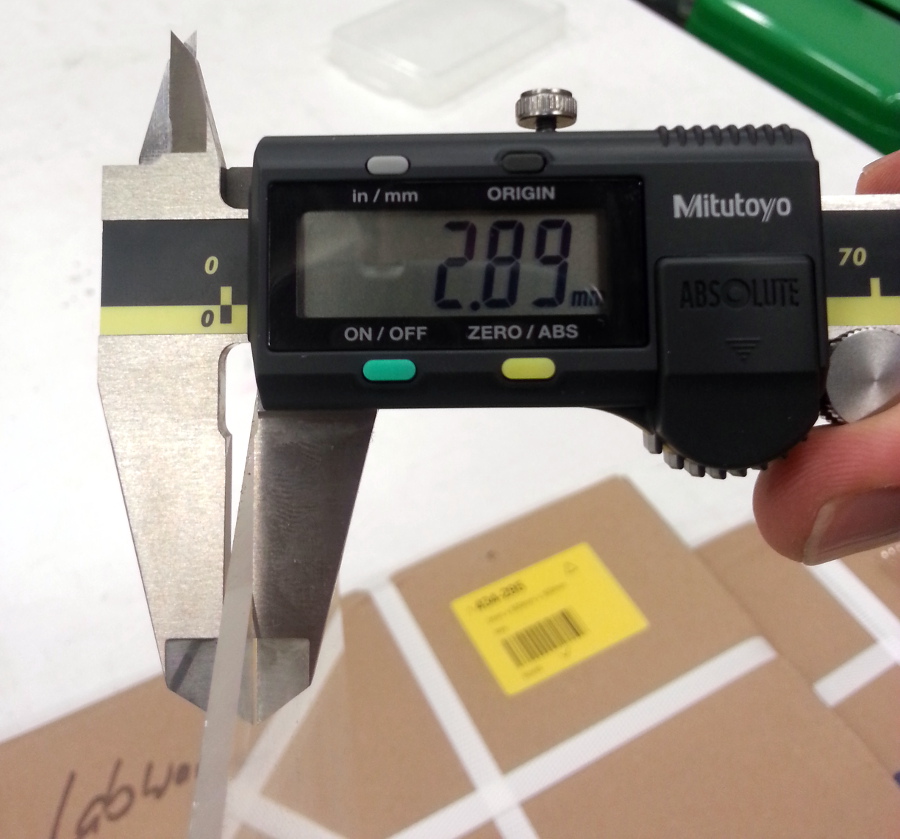 in / mm
ORIGIN
Mitutoyo
2.89 mm
ABSOLUTE
ON / OFF
ZERO / ABS
0
0
70